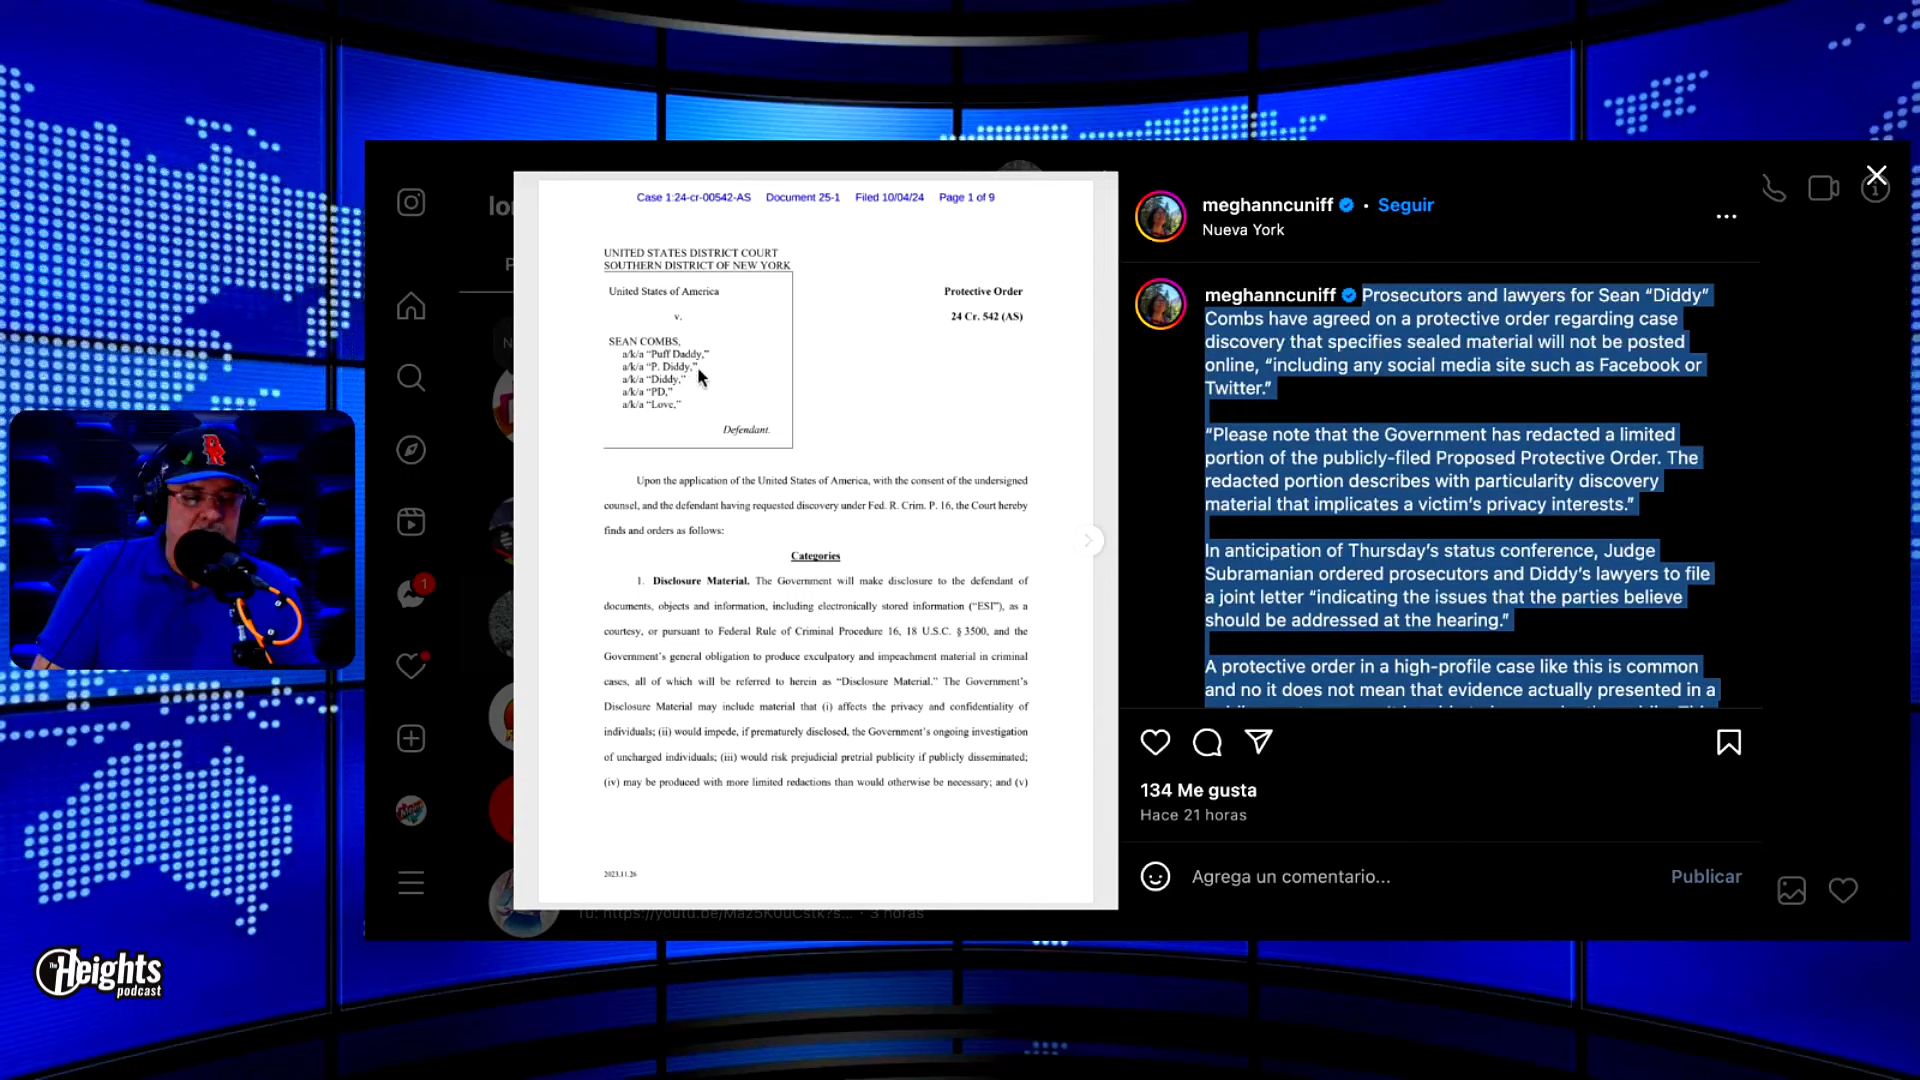 Case 1:24-cr-00542-AS Document 25-1 Filed 10/04/24 Page 1 of 9
UNITED STATES DISTRICT COURT
SOUTHERN DISTRICT OF NEW YORK
United States of America
v.
SEAN COMBS,
a/k/a “Puff Daddy,”
a/k/a “P. Diddy,”
a/k/a “Diddy,”
a/k/a “PD,”
a/k/a “Love,”
Defendant.
Protective Order
24 Cr. 542 (AS)
Upon the application of the United States of America, with the consent of the undersigned
counsel, and the defendant having requested discovery under Fed. R. Crim. P. 16, the Court hereby
finds and orders as follows:
Categories
1. Disclosure Material. The Government will make disclosure to the defendant of
documents, objects and information, including electronically stored information (“ESI”), as a
courtesy, or pursuant to Federal Rule of Criminal Procedure 16, 18 U.S.C. § 3500, and the
Government’s general obligation to produce exculpatory and impeachment material in criminal
cases, all of which will be referred to herein as “Disclosure Material.” The Government’s
Disclosure Material may include material that (i) affects the privacy and confidentiality of
individuals; (ii) would impede, if prematurely disclosed, the Government’s ongoing investigation
of uncharged individuals; (iii) would risk prejudicial pretrial publicity if publicly disseminated;
(iv) may be produced with more limited redactions than would otherwise be necessary; and (v)
2023.11.26
meghanncuniff • Seguir
Nueva York
meghanncuniff Prosecutors and lawyers for Sean “Diddy”
Combs have agreed on a protective order regarding case
discovery that specifies sealed material will not be posted
online, “including any social media site such as Facebook or
Twitter.”
“Please note that the Government has redacted a limited
portion of the publicly-filed Proposed Protective Order. The
redacted portion describes with particularity discovery
material that implicates a victim’s privacy interests.”
In anticipation of Thursday’s status conference, Judge
Subramanian ordered prosecutors and Diddy’s lawyers to file
a joint letter “indicating the issues that the parties believe
should be addressed at the hearing.”
A protective order in a high-profile case like this is common
and no it does not mean that evidence actually presented in a
134 Me gusta
Hace 21 horas
Agrega un comentario...
Publicar
1
R
The Heights
podcast